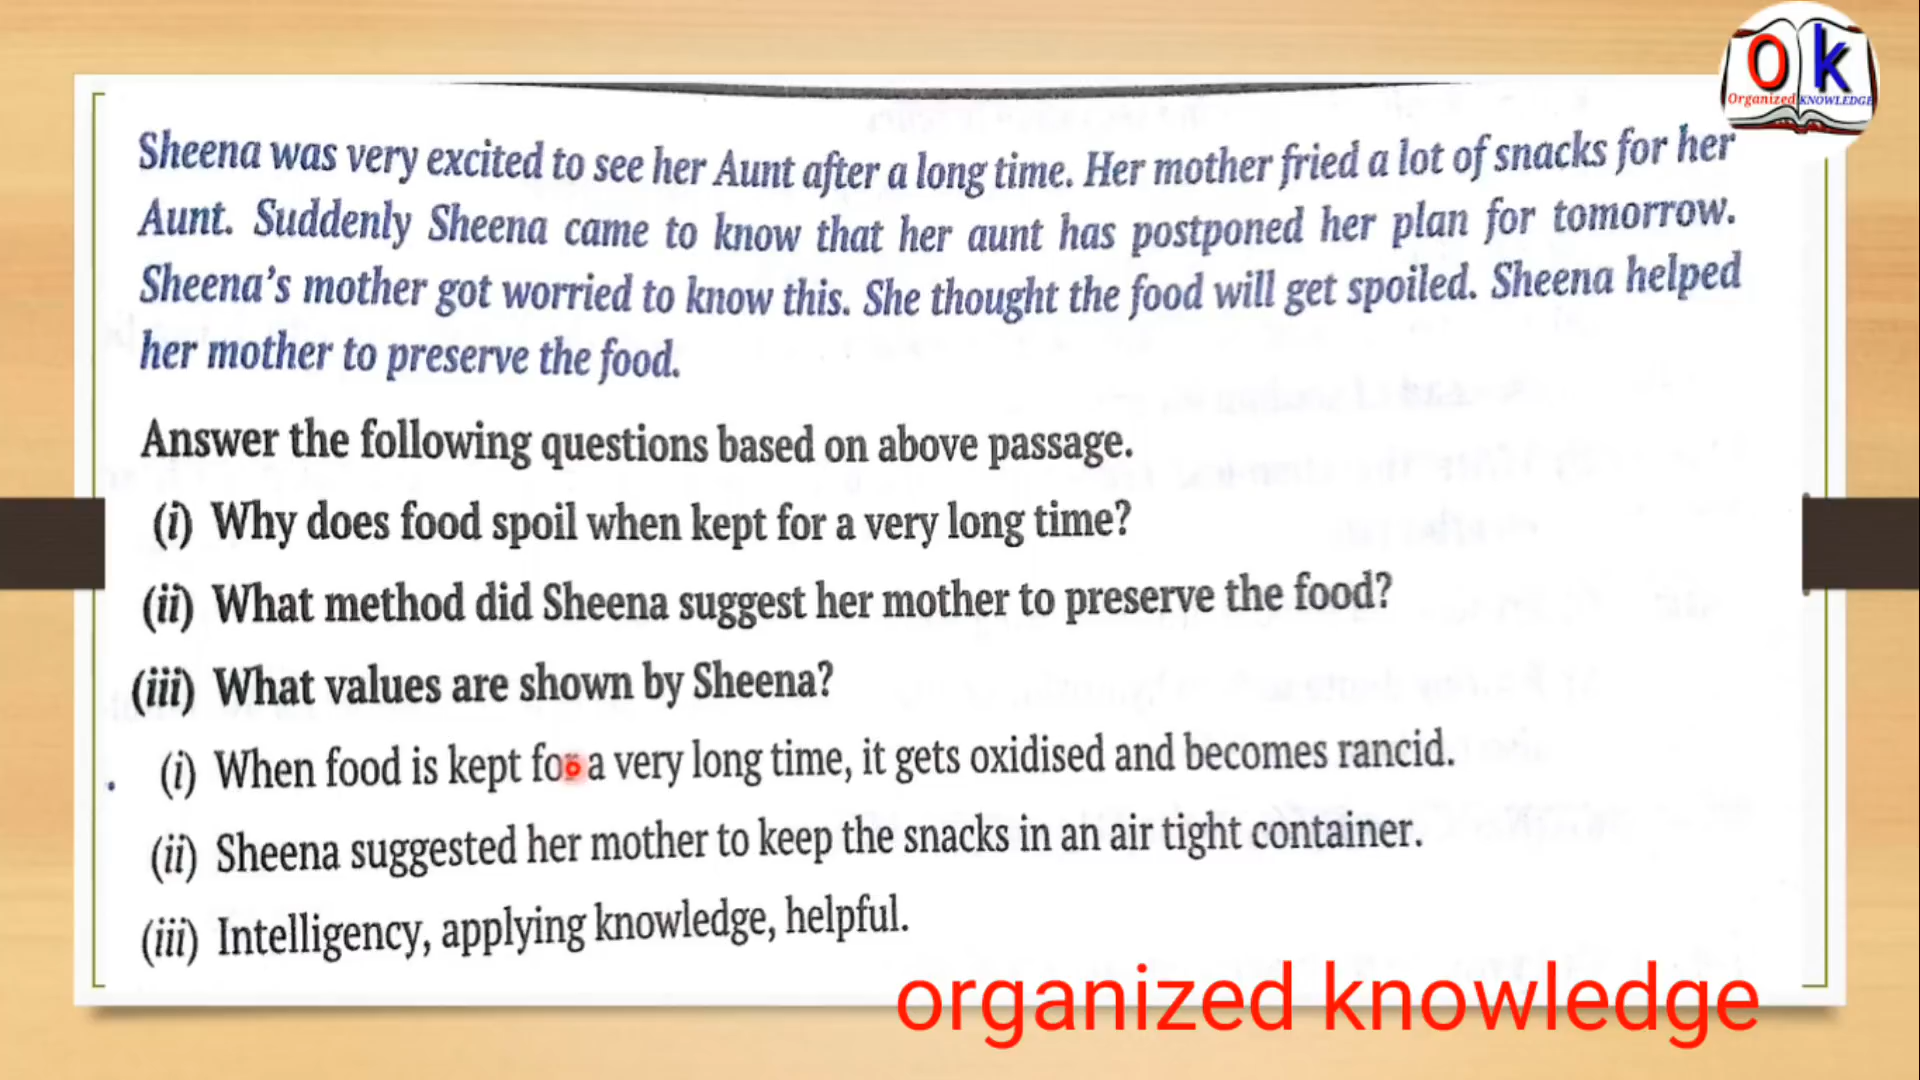 O k
Organized KNOWLEDGE
Sheena was very excited to see her Aunt after a long time. Her mother fried a lot of snacks for her
Aunt. Suddenly Sheena came to know that her aunt has postponed her plan for tomorrow.
Sheena's mother got worried to know this. She thought the food will get spoiled. Sheena helped
her mother to preserve the food.
Answer the following questions based on above passage.
(i) Why does food spoil when kept for a very long time?
(ii) What method did Sheena suggest her mother to preserve the food?
(iii) What values are shown by Sheena?
(i) When food is kept for a very long time, it gets oxidised and becomes rancid.
(ii) Sheena suggested her mother to keep the snacks in an air tight container.
(iii) Intelligency, applying knowledge, helpful.
organized knowledge